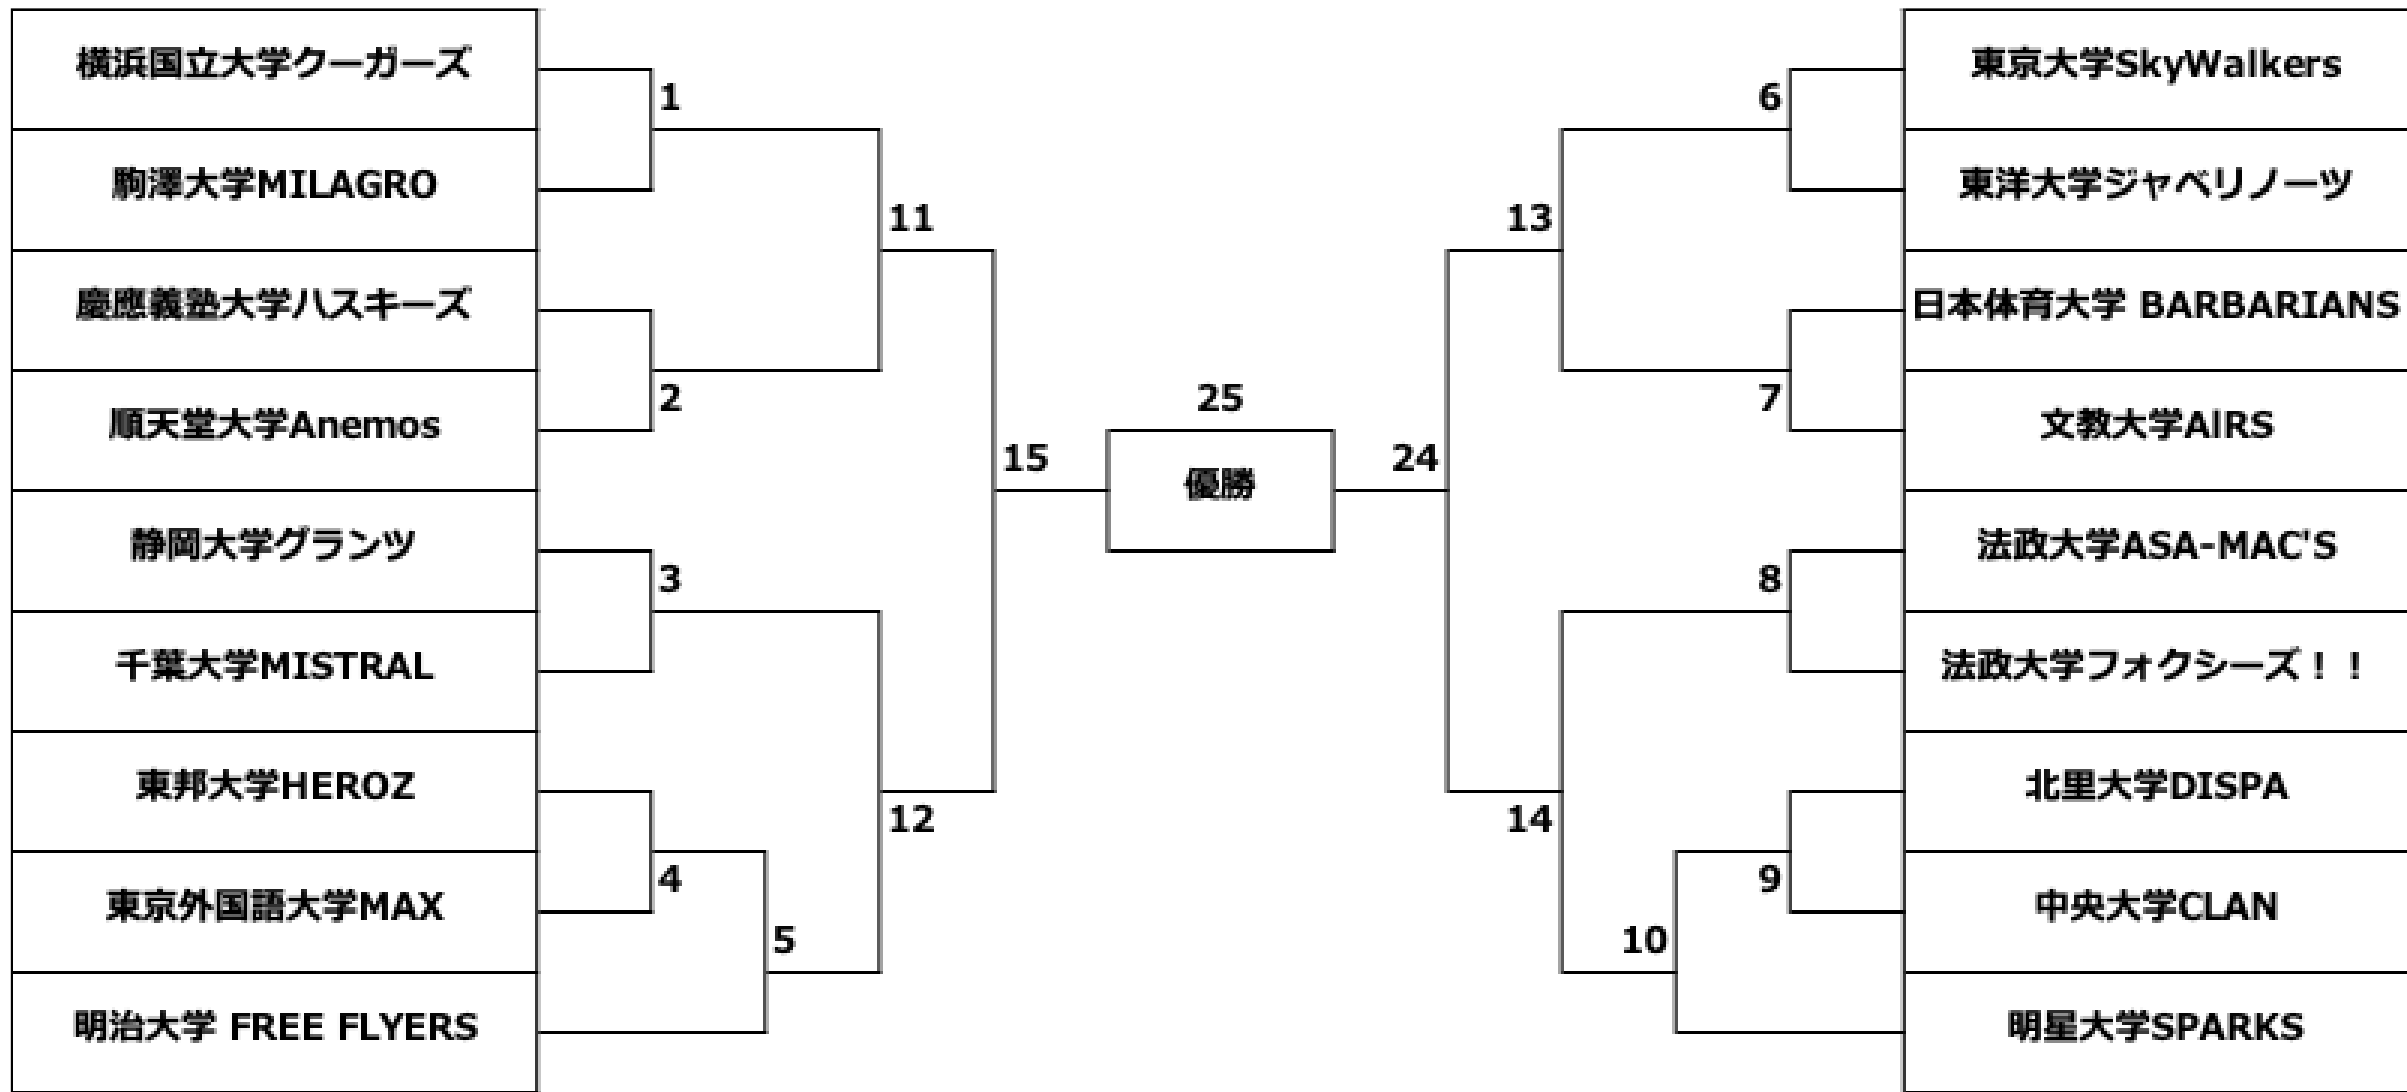 横浜国立大学クーガーズ
駒澤大学MILAGRO
慶應義塾大学ハスキーズ
順天堂大学Anemos
静岡大学グランツ
千葉大学MISTRAL
東邦大学HEROZ
東京外国語大学MAX
明治大学 FREE FLYERS
1
2
3
4
5
11
12
15
25
優勝
24
13
14
6
7
8
9
10
東京大学SkyWalkers
東洋大学ジャベリノーツ
日本体育大学 BARBARIANS
文教大学AIRS
法政大学ASA-MAC'S
法政大学フォクシーズ！！
北里大学DISPA
中央大学CLAN
明星大学SPARKS